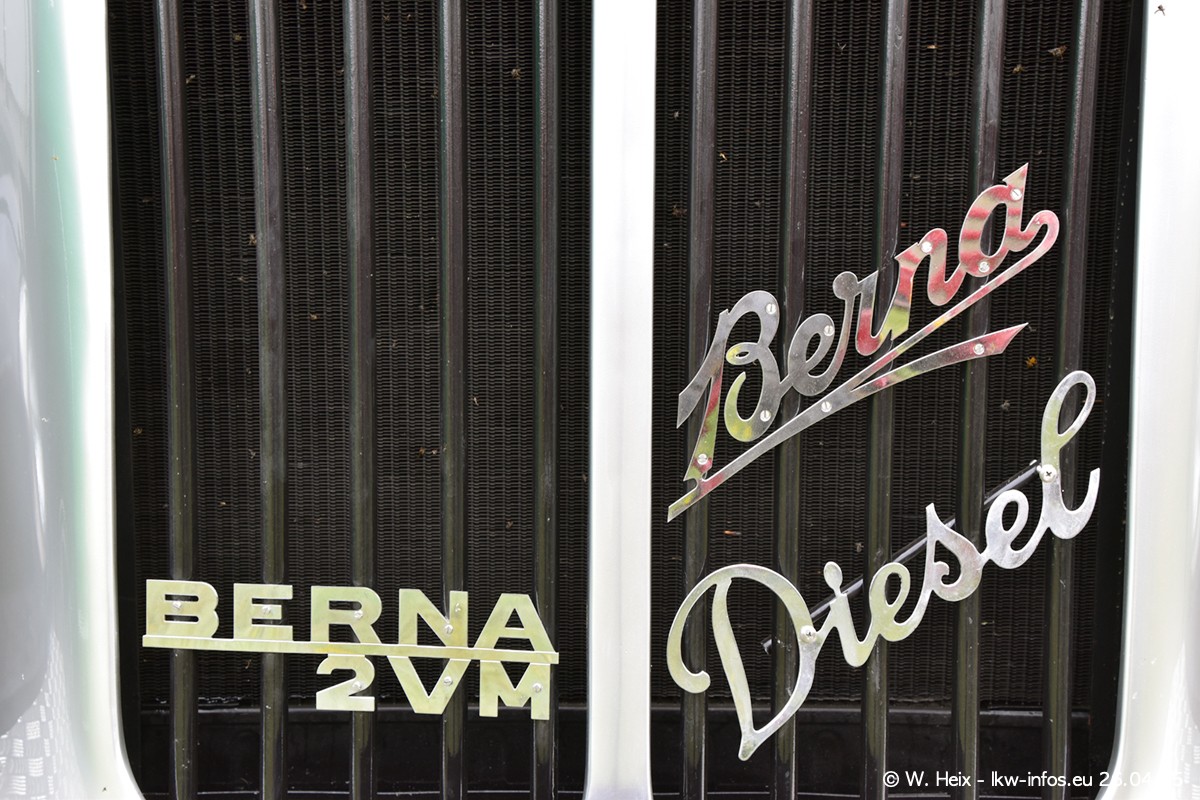 BERNA
2VM
Berna
Diesel
© W. Heix - lkw-infos.eu